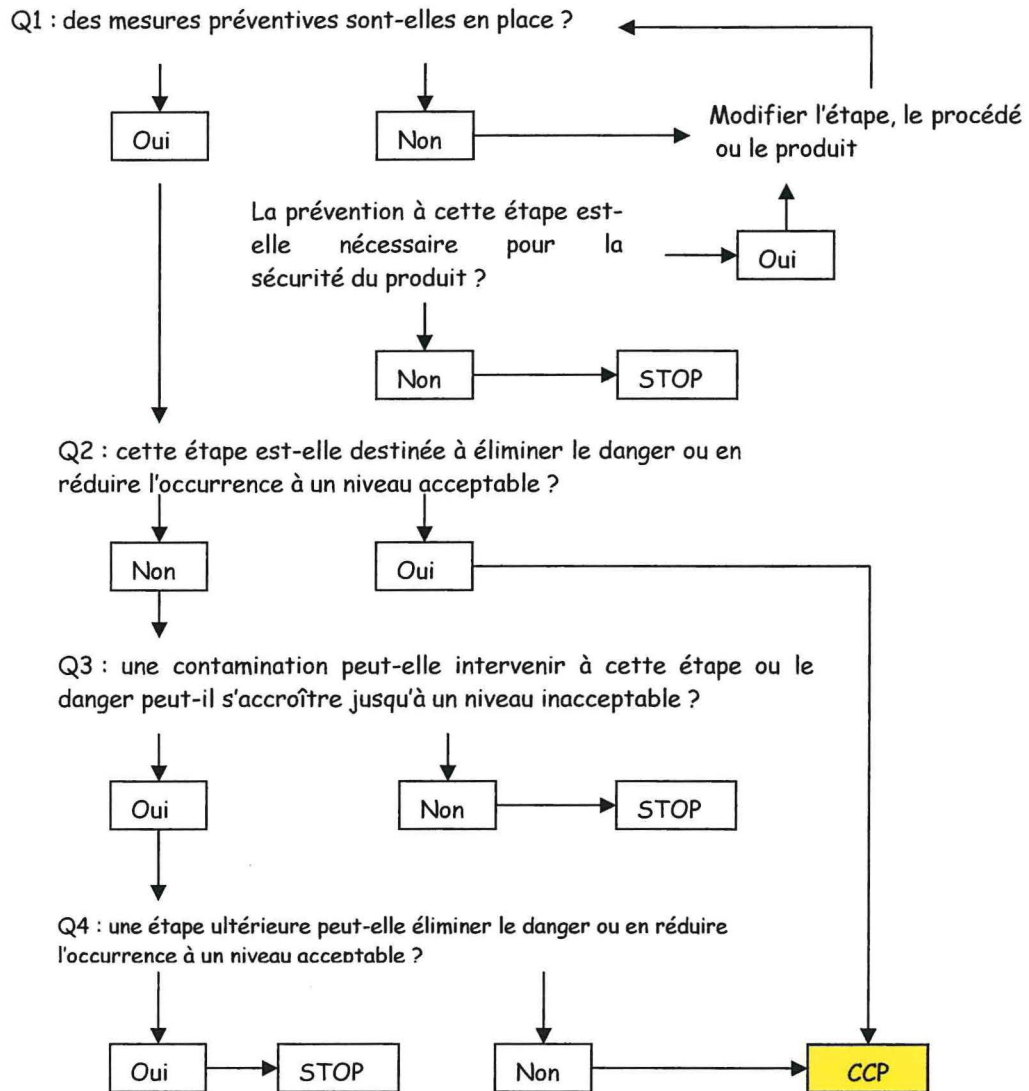 Q1 : des mesures préventives sont-elles en place ?
Oui
Non
Modifier l'étape, le procédé
ou le produit
La prévention à cette étape est-
elle nécessaire pour la
sécurité du produit ?
Oui
Non
STOP
Q2 : cette étape est-elle destinée à éliminer le danger ou en
réduire l'occurrence à un niveau acceptable ?
Non
Oui
Q3 : une contamination peut-elle intervenir à cette étape ou le
danger peut-il s'accroître jusqu'à un niveau inacceptable ?
Oui
Non
STOP
Q4 : une étape ultérieure peut-elle éliminer le danger ou en réduire
l'occurrence à un niveau acceptable ?
Oui
STOP
Non
CCP